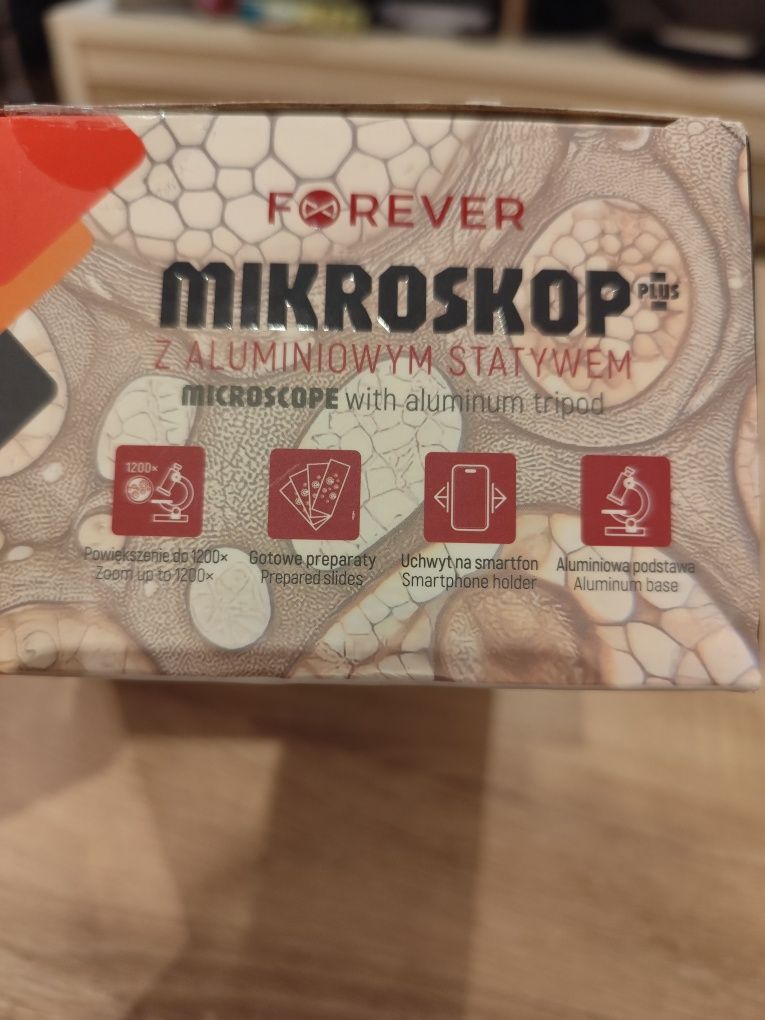 FOREVER
MIKROSKOP PLUS
Z ALUMINIOWYM STATYWEM
MICROSCOPE with aluminum tripod
1200×
Powiększenie do 1200×
Zoom up to 1200×
Gotowe preparaty
Prepared slides
Uchwyt na smartfon
Smartphone holder
Aluminiowa podstawa
Aluminum base